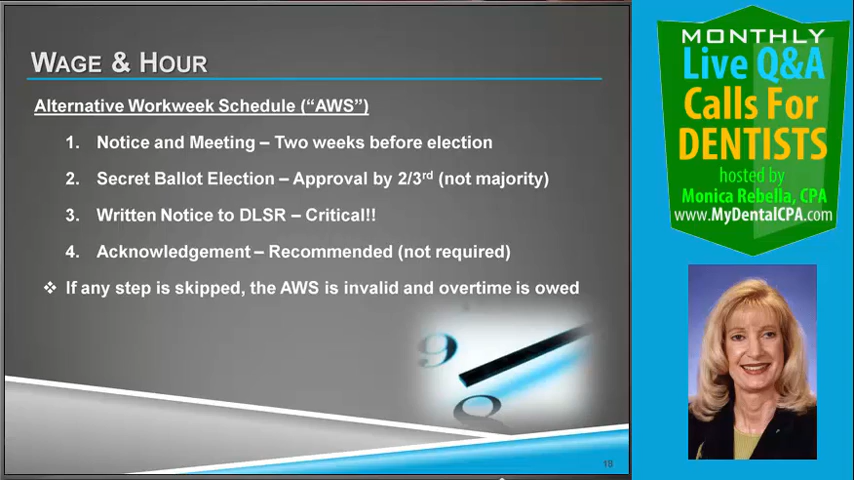 WAGE & HOUR
Alternative Workweek Schedule ("AWS")
1. Notice and Meeting – Two weeks before election
2. Secret Ballot Election – Approval by 2/3rd (not majority)
3. Written Notice to DLSR – Critical!!
4. Acknowledgement – Recommended (not required)
❖ If any step is skipped, the AWS is invalid and overtime is owed
9
8
18
MONTHLY
Live Q&A
Calls For
DENTISTS
hosted by
Monica Rebella, CPA
www.MyDentalCPA.com